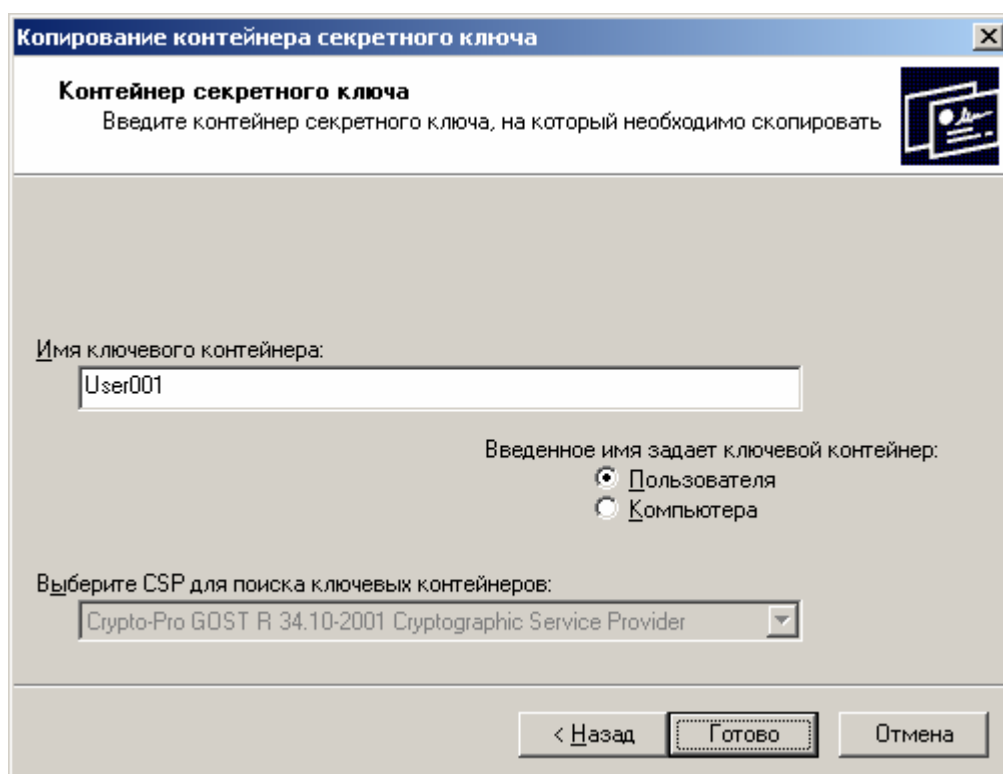 Копирование контейнера секретного ключа
Контейнер секретного ключа
Введите контейнер секретного ключа, на который необходимо скопировать
Имя ключевого контейнера:
User001
Введенное имя задает ключевой контейнер:
Пользователя
Компьютера
Выберите CSP для поиска ключевых контейнеров:
Crypto-Pro GOST R 34.10-2001 Cryptographic Service Provider
< Назад
Готово
Отмена